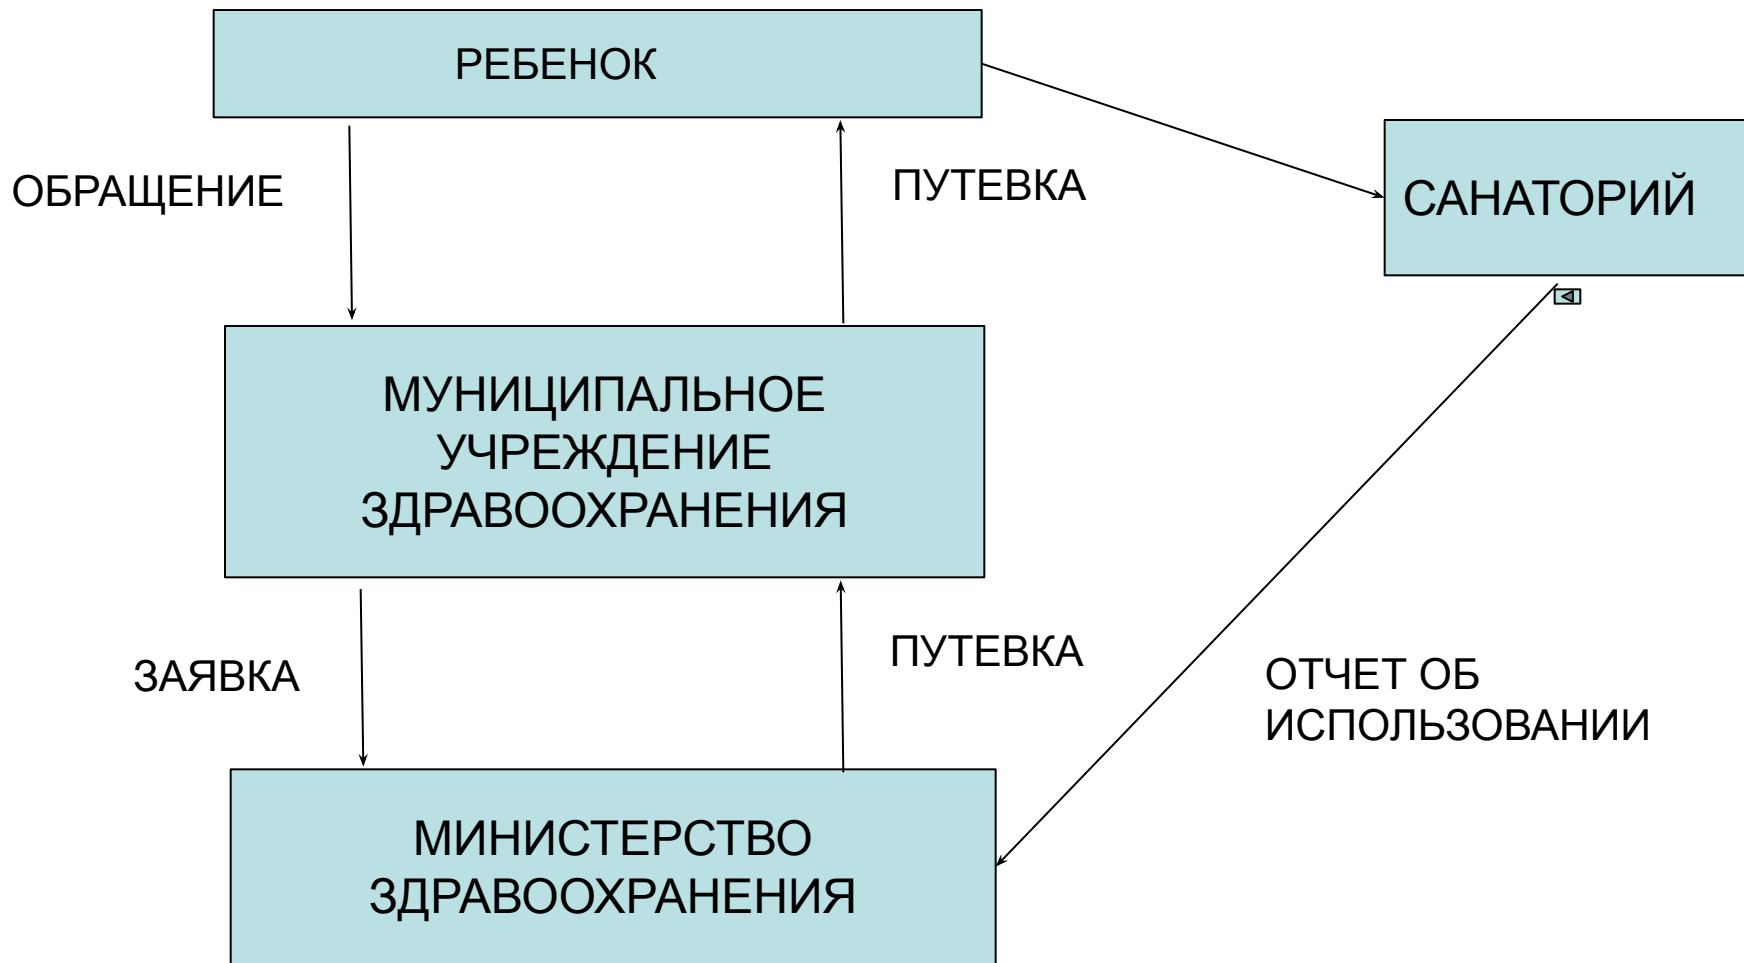 РЕБЕНОК
ОБРАЩЕНИЕ
ПУТЕВКА
САНАТОРИЙ
МУНИЦИПАЛЬНОЕ
УЧРЕЖДЕНИЕ
ЗДРАВООХРАНЕНИЯ
ЗАЯВКА
ПУТЕВКА
ОТЧЕТ ОБ
ИСПОЛЬЗОВАНИИ
МИНИСТЕРСТВО
ЗДРАВООХРАНЕНИЯ